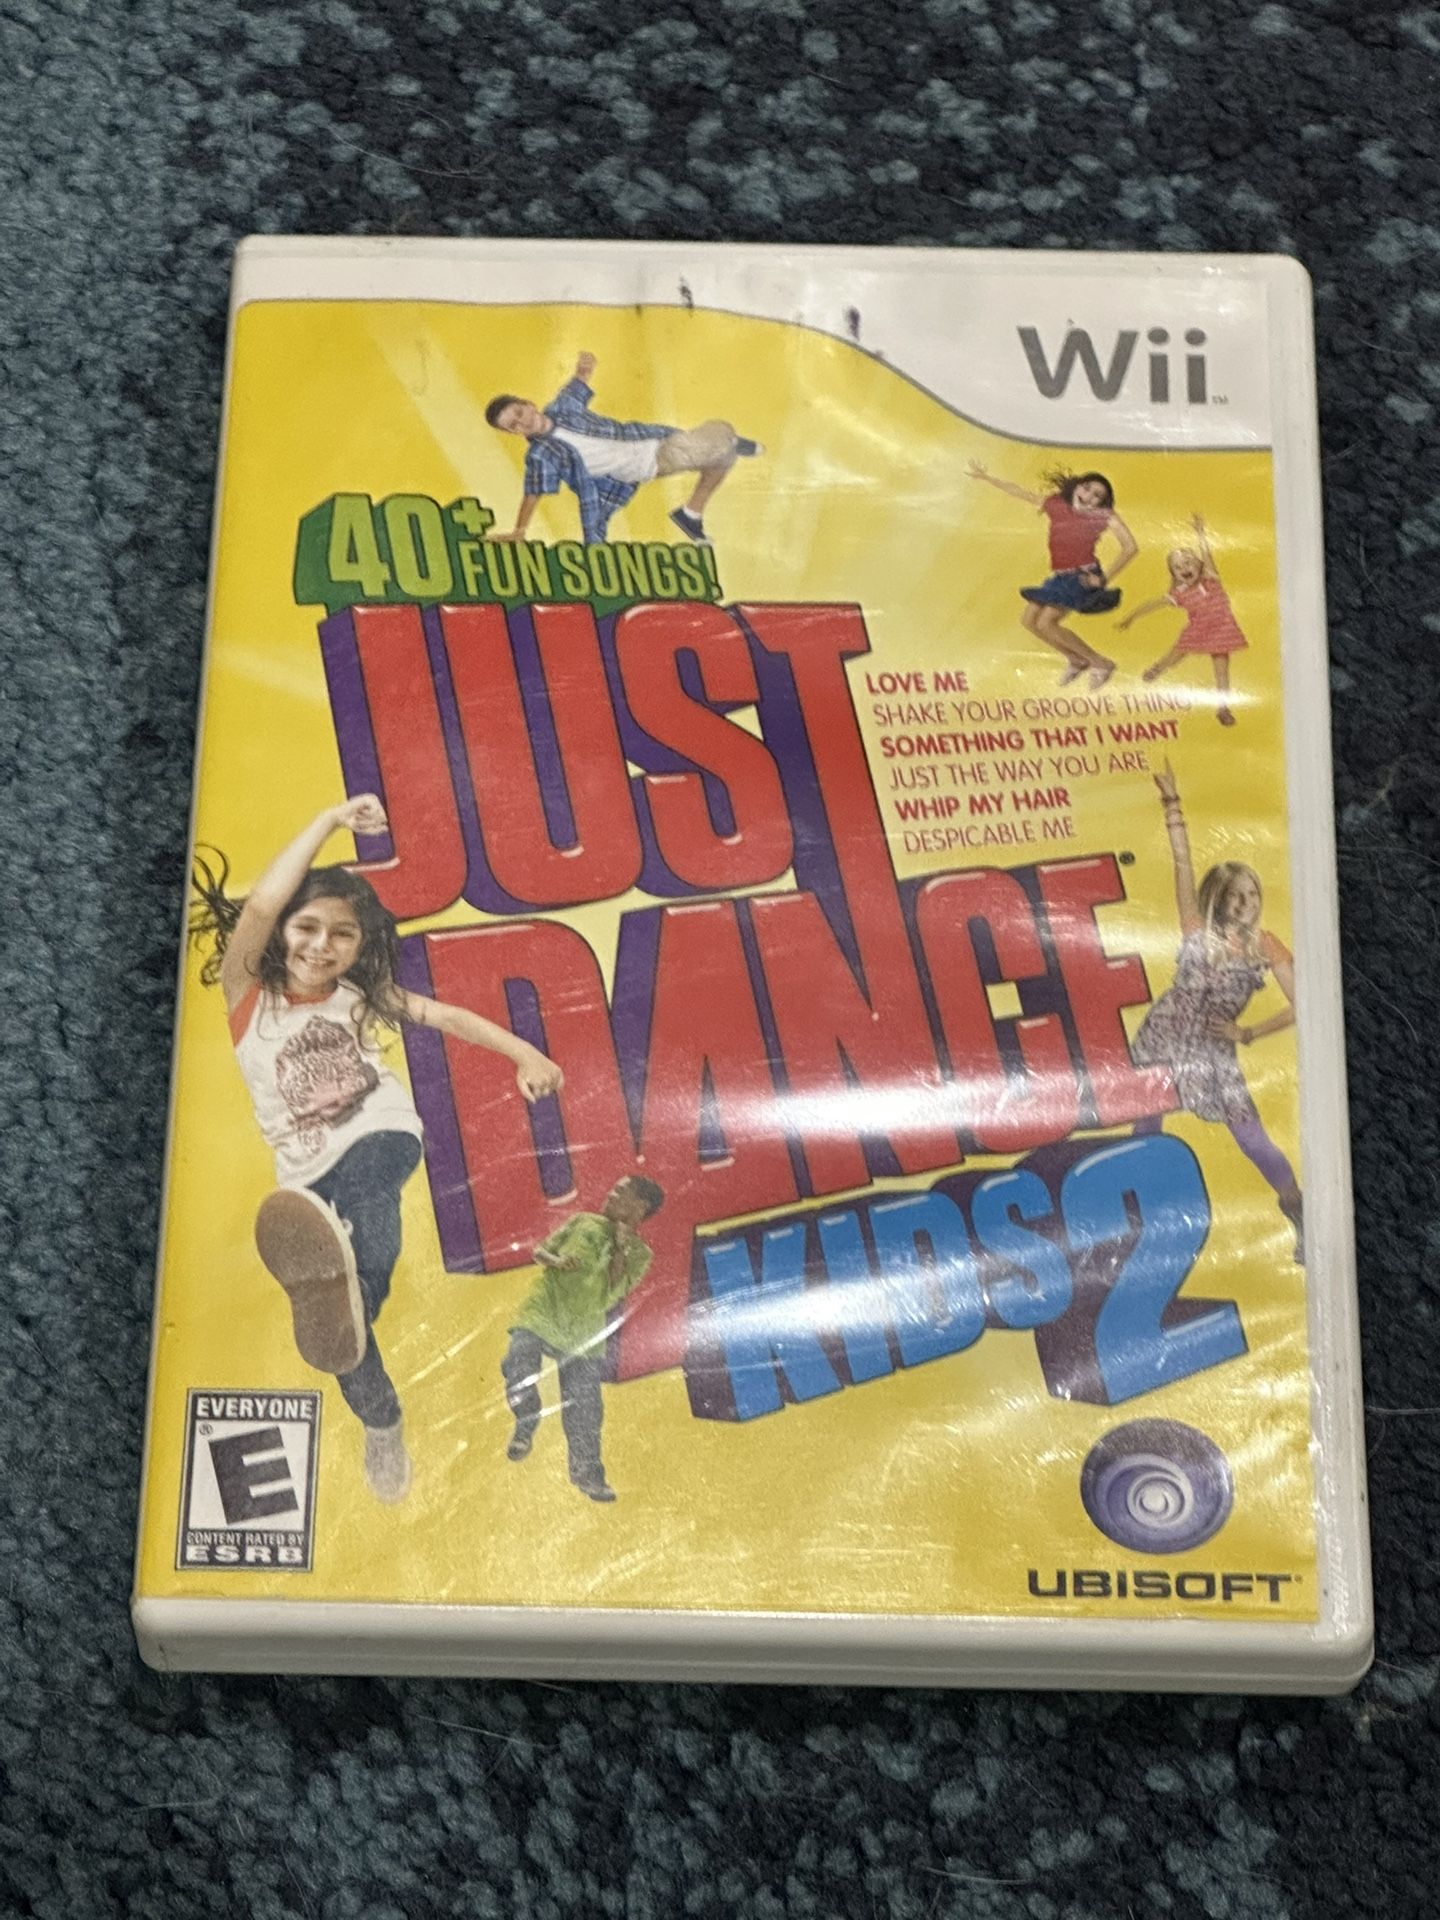 Wii™
40+
FUN SONGS!
JUST
DANCE®
KIDS 2
LOVE ME
SHAKE YOUR GROOVE THING
SOMETHING THAT I WANT
JUST THE WAY YOU ARE
WHIP MY HAIR
DESPICABLE ME
EVERYONE
E®
CONTENT RATED BY
ESRB
UBISOFT